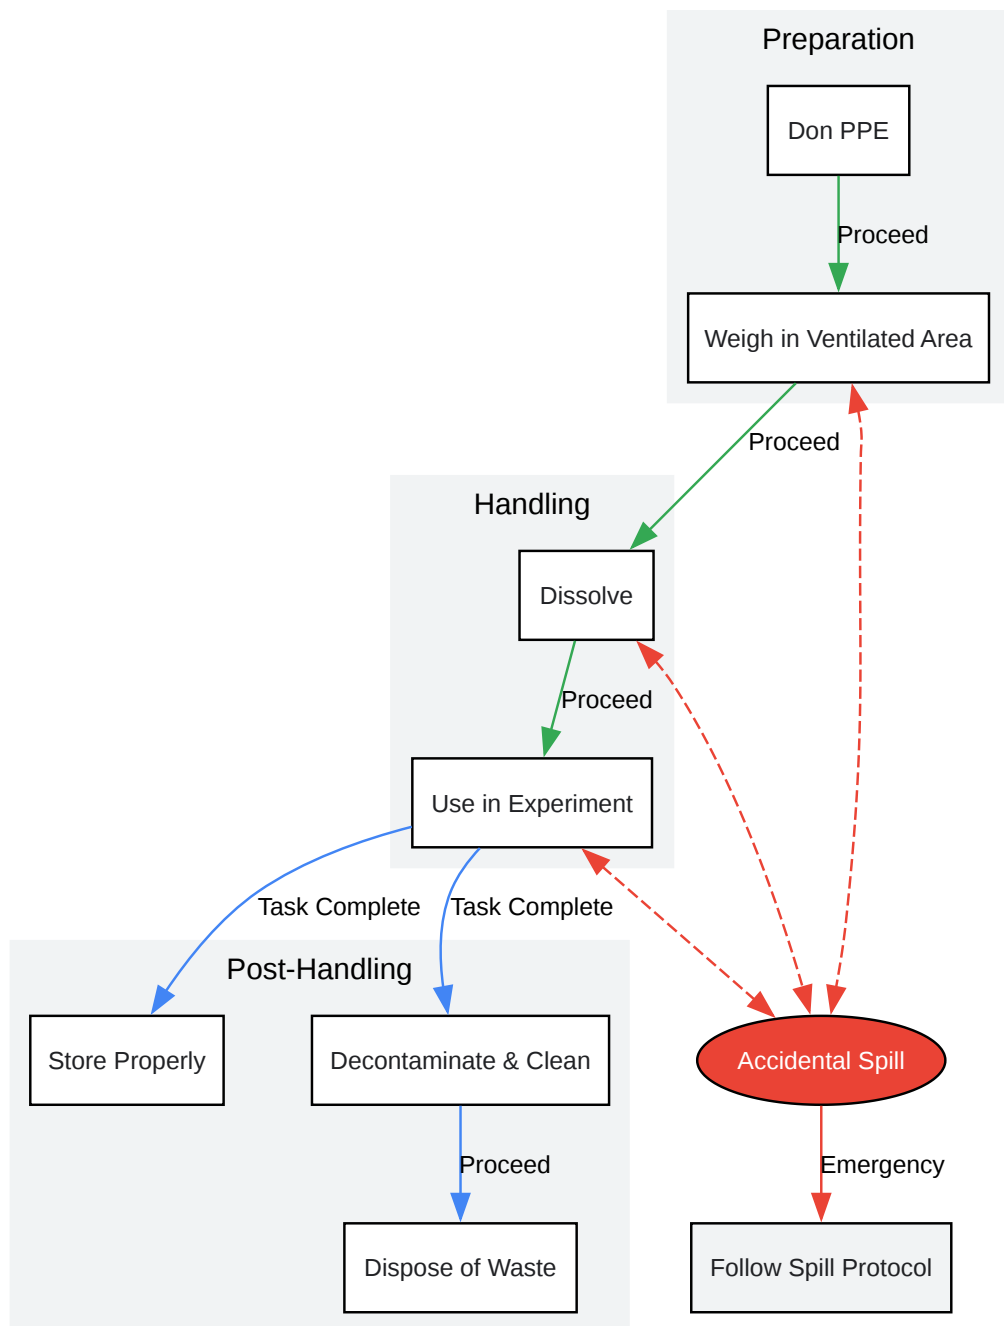 Preparation
Don PPE
Proceed
Weigh in Ventilated Area
Proceed
Handling
Dissolve
Proceed
Use in Experiment
Task Complete
Task Complete
Post-Handling
Store Properly
Decontaminate & Clean
Accidental Spill
Proceed
Emergency
Dispose of Waste
Follow Spill Protocol